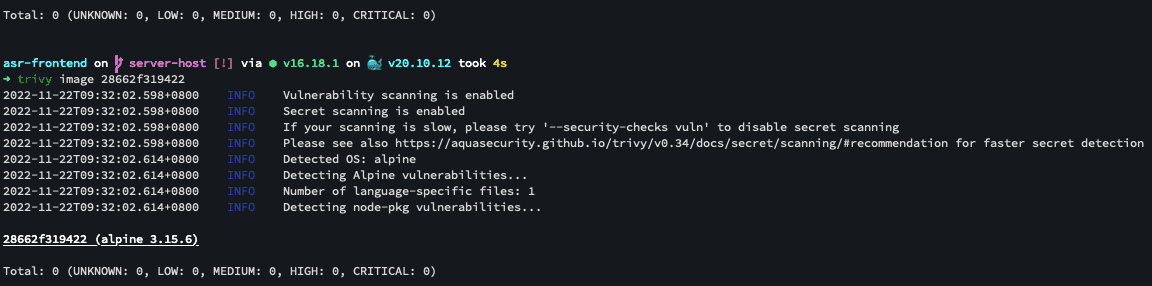 Total: 0 (UNKNOWN: 0, LOW: 0, MEDIUM: 0, HIGH: 0, CRITICAL: 0)
asr-frontend on server-host [!] via ● v16.18.1 on 🐳 v20.10.12 took 4s
➜ trivy image 28662f319422
2022-11-22T09:32:02.598+0800 INFO Vulnerability scanning is enabled
2022-11-22T09:32:02.598+0800 INFO Secret scanning is enabled
2022-11-22T09:32:02.598+0800 INFO If your scanning is slow, please try '--security-checks vuln' to disable secret scanning
2022-11-22T09:32:02.598+0800 INFO Please see also https://aquasecurity.github.io/trivy/v0.34/docs/secret/scanning/#recommendation for faster secret detection
2022-11-22T09:32:02.614+0800 INFO Detected OS: alpine
2022-11-22T09:32:02.614+0800 INFO Detecting Alpine vulnerabilities...
2022-11-22T09:32:02.614+0800 INFO Number of language-specific files: 1
2022-11-22T09:32:02.614+0800 INFO Detecting node-pkg vulnerabilities...
28662f319422 (alpine 3.15.6)
Total: 0 (UNKNOWN: 0, LOW: 0, MEDIUM: 0, HIGH: 0, CRITICAL: 0)